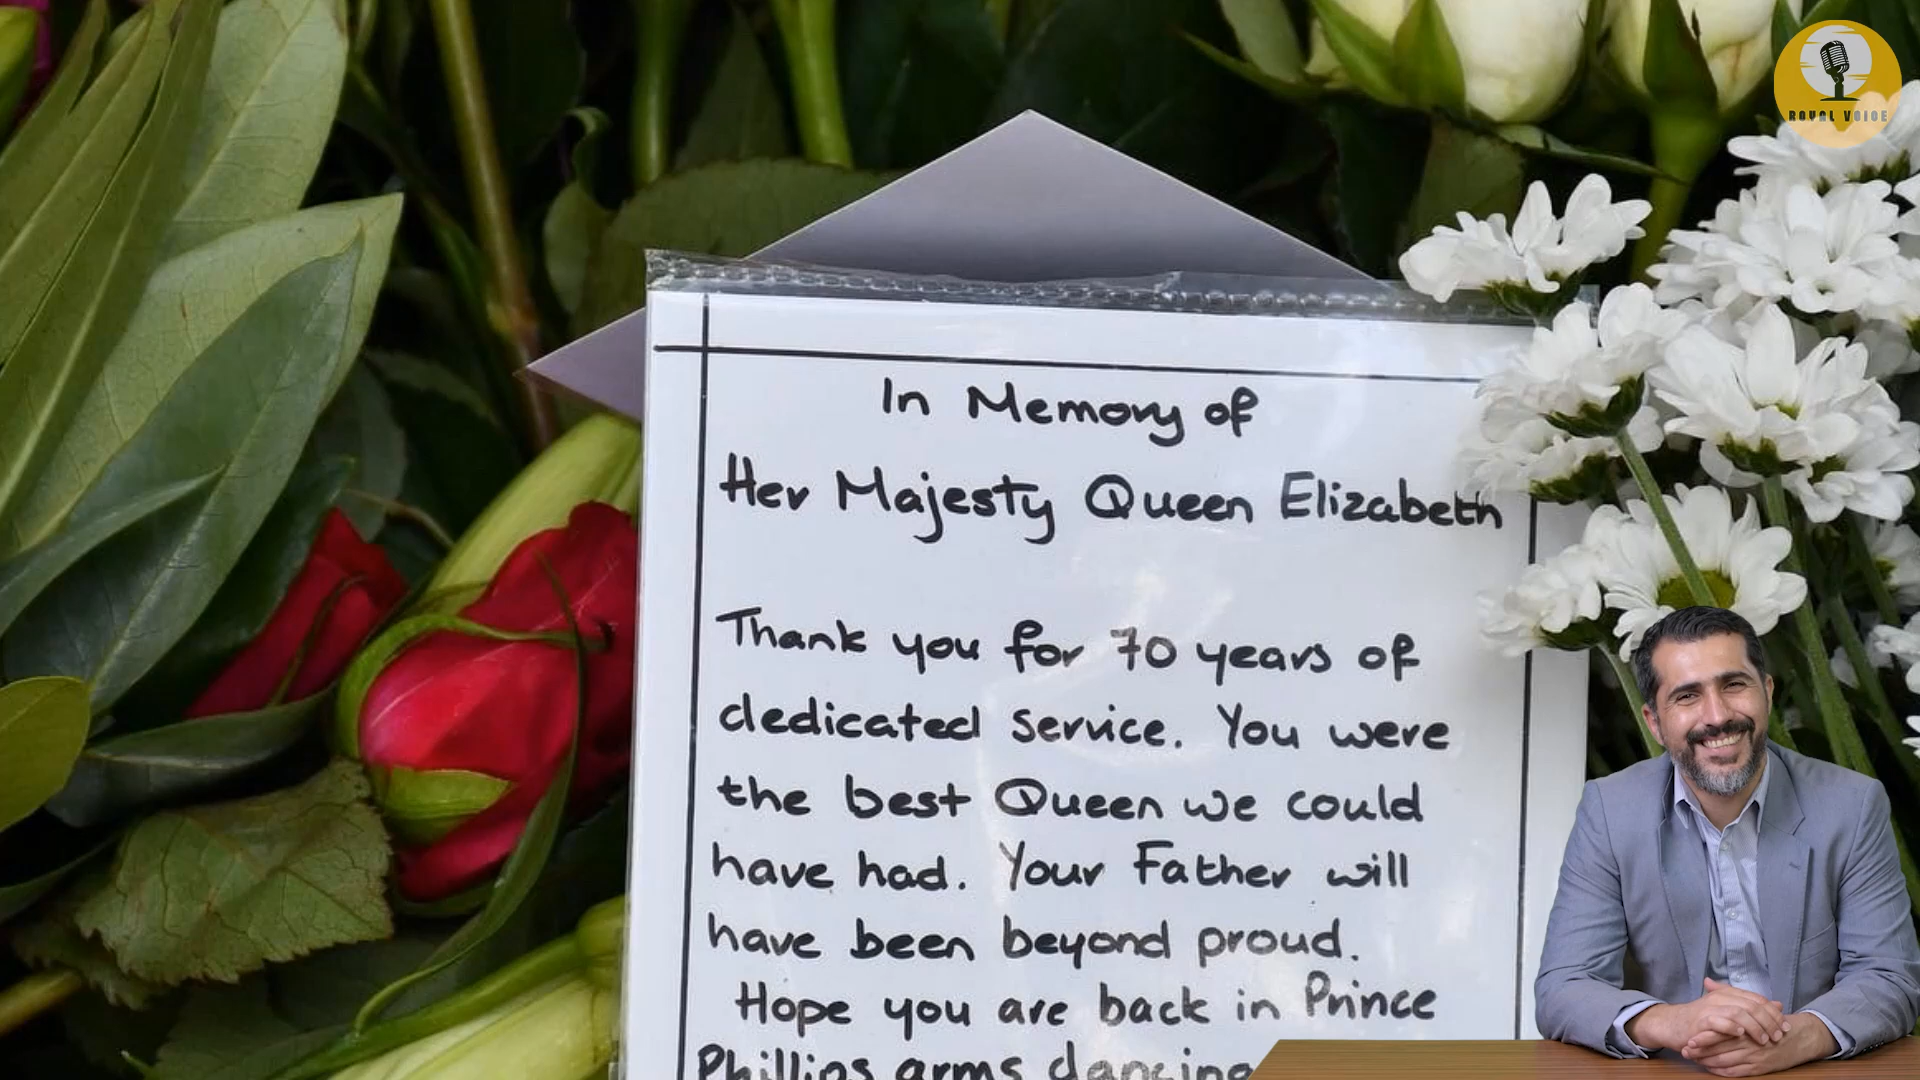 ROYAL VOICE
In Memory of
Her Majesty Queen Elizabeth
Thank you for 70 years of
dedicated service. You were
the best Queen we could
have had. Your Father will
have been beyond proud.
Hope you are back in Prince
Phillips arms dancing